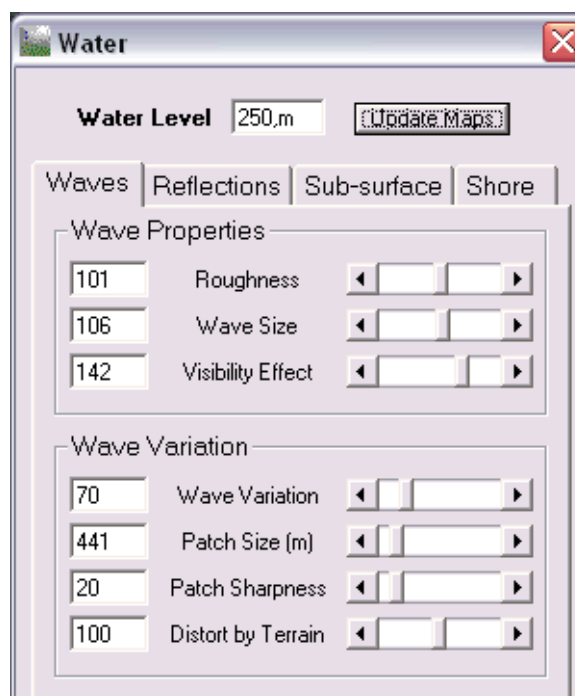 Water
Water Level 250,m Update Maps
Waves Reflections Sub-surface Shore
Wave Properties
101 Roughness
106 Wave Size
142 Visibility Effect
Wave Variation
70 Wave Variation
441 Patch Size (m)
20 Patch Sharpness
100 Distort by Terrain